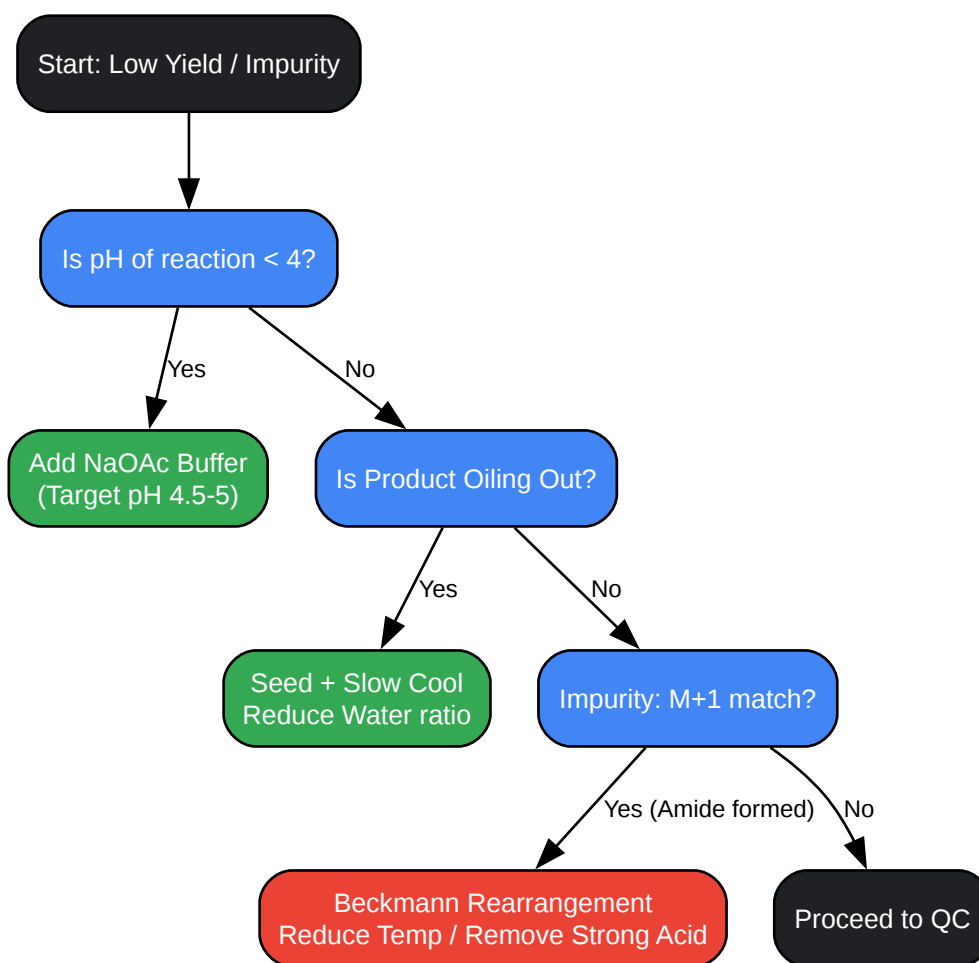 Start: Low Yield / Impurity
Is pH of reaction < 4?
Yes
No
Add NaOAc Buffer
(Target pH 4.5-5)
Is Product Oiling Out?
Yes
No
Seed + Slow Cool
Reduce Water ratio
Impurity: M+1 match?
Yes (Amide formed)
No
Beckmann Rearrangement
Reduce Temp / Remove Strong Acid
Proceed to QC